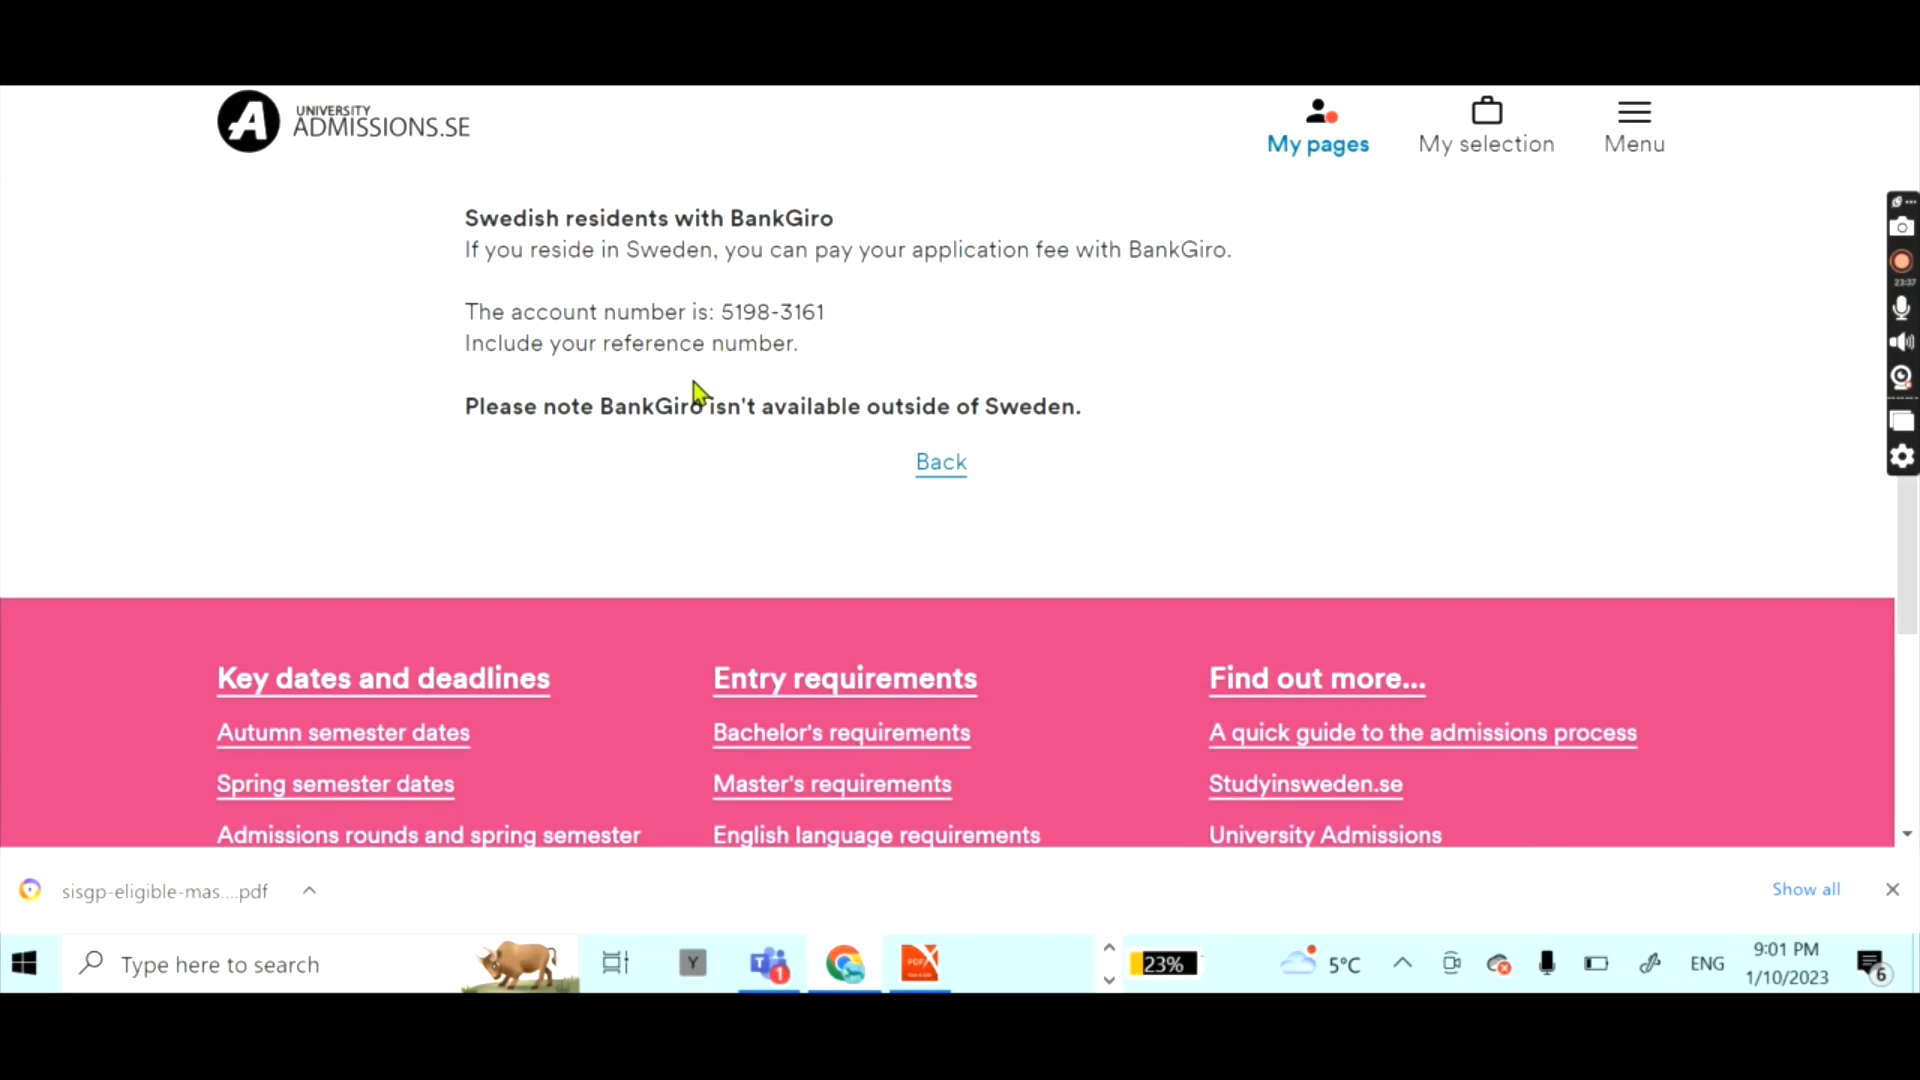 UNIVERSITY
ADMISSIONS.SE
My pages
My selection
Menu
Swedish residents with BankGiro
If you reside in Sweden, you can pay your application fee with BankGiro.
The account number is: 5198-3161
Include your reference number.
Please note BankGiro isn't available outside of Sweden.
Back
23:37
Key dates and deadlines
Entry requirements
Find out more...
Autumn semester dates
Bachelor's requirements
A quick guide to the admissions process
Spring semester dates
Master's requirements
Studyinsweden.se
Admissions rounds and spring semester
English language requirements
University Admissions
sisgp-eligible-mas....pdf
Show all
Type here to search
Y
T
1
PDF
23%
5°C
ENG
9:01 PM
1/10/2023
6